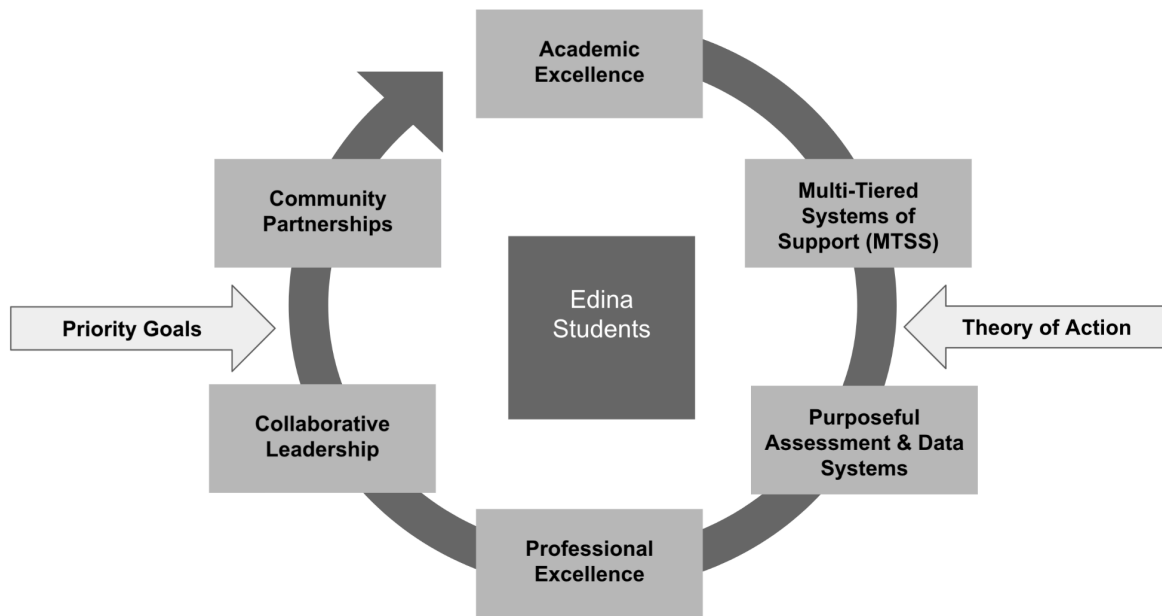 Academic
Excellence
Community
Partnerships
Multi-Tiered
Systems of
Support (MTSS)
Edina
Students
Priority Goals
Theory of Action
Collaborative
Leadership
Purposeful
Assessment & Data
Systems
Professional
Excellence